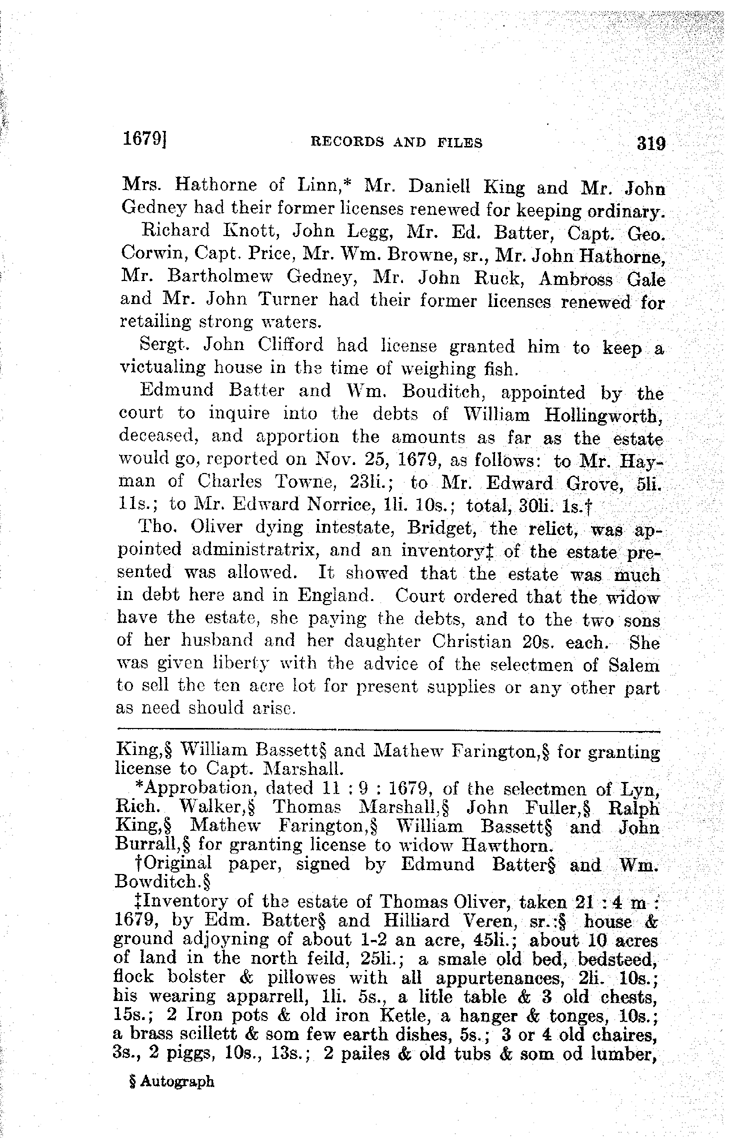 1679]
RECORDS AND FILES
319
Mrs. Hathorne of Linn,* Mr. Daniell King and Mr. John
Gedney had their former licenses renewed for keeping ordinary.
Richard Knott, John Legg, Mr. Ed. Batter, Capt. Geo.
Corwin, Capt. Price, Mr. Wm. Browne, sr., Mr. John Hathorne,
Mr. Bartholmew Gedney, Mr. John Ruck, Ambross Gale
and Mr. John Turner had their former licenses renewed for
retailing strong waters.
Sergt. John Clifford had license granted him to keep a
victualing house in the time of weighing fish.
Edmund Batter and Wm. Bouditch, appointed by the
court to inquire into the debts of William Hollingworth,
deceased, and apportion the amounts as far as the estate
would go, reported on Nov. 25, 1679, as follows: to Mr. Hay-
man of Charles Towne, 23li.; to Mr. Edward Grove, 5li.
11s.; to Mr. Edward Norrice, 1li. 10s.; total, 30li. 1s.†
Tho. Oliver dying intestate, Bridget, the relict, was ap-
pointed administratrix, and an inventory‡ of the estate pre-
sented was allowed. It showed that the estate was much
in debt here and in England. Court ordered that the widow
have the estate, she paying the debts, and to the two sons
of her husband and her daughter Christian 20s. each. She
was given liberty with the advice of the selectmen of Salem
to sell the ten acre lot for present supplies or any other part
as need should arise.
King,§ William Bassett§ and Mathew Farington,§ for granting
license to Capt. Marshall.
*Approbation, dated 11 : 9 : 1679, of the selectmen of Lyn,
Rich. Walker,§ Thomas Marshall,§ John Fuller,§ Ralph
King,§ Mathew Farington,§ William Bassett§ and John
Burrall,§ for granting license to widow Hawthorn.
†Original paper, signed by Edmund Batter§ and Wm.
Bowditch.§
‡Inventory of the estate of Thomas Oliver, taken 21 : 4 m :
1679, by Edm. Batter§ and Hilliard Veren, sr.:§ house &
ground adjoyning of about 1-2 an acre, 45li.; about 10 acres
of land in the north feild, 25li.; a smale old bed, bedsteed,
flock bolster & pillowes with all appurtenances, 2li. 10s.;
his wearing apparrell, 1li. 5s., a litle table & 3 old chests,
15s.; 2 Iron pots & old iron Ketle, a hanger & tonges, 10s.;
a brass scillett & som few earth dishes, 5s.; 3 or 4 old chaires,
3s., 2 piggs, 10s., 13s.; 2 pailes & old tubs & som od lumber,
§ Autograph